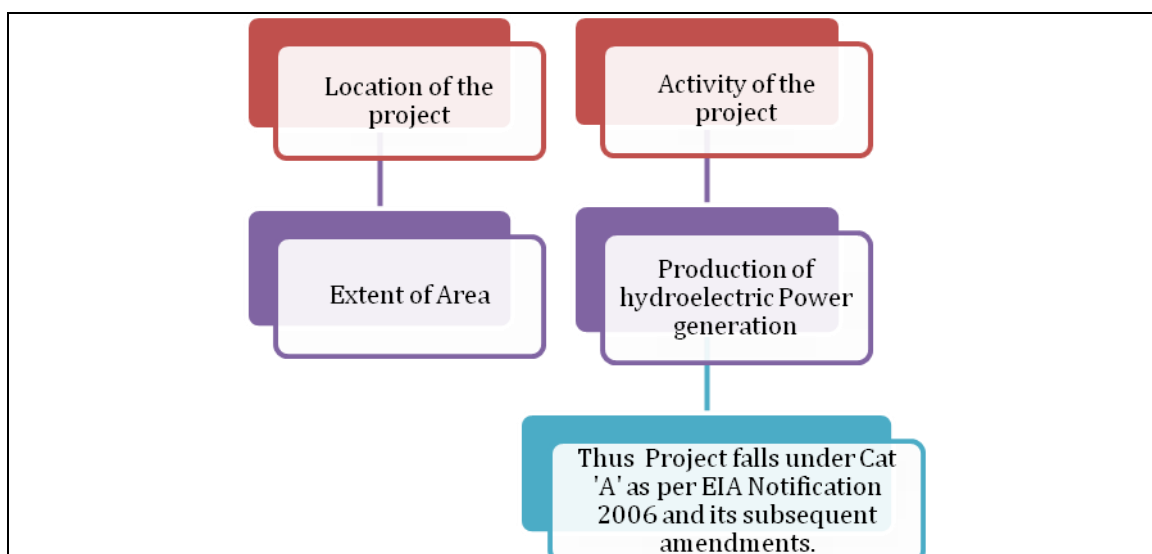 Location of the
project
Activity of the
project
Extent of Area
Production of
hydroelectric Power
generation
Thus Project falls under Cat
'A' as per EIA Notification
2006 and its subsequent
amendments.